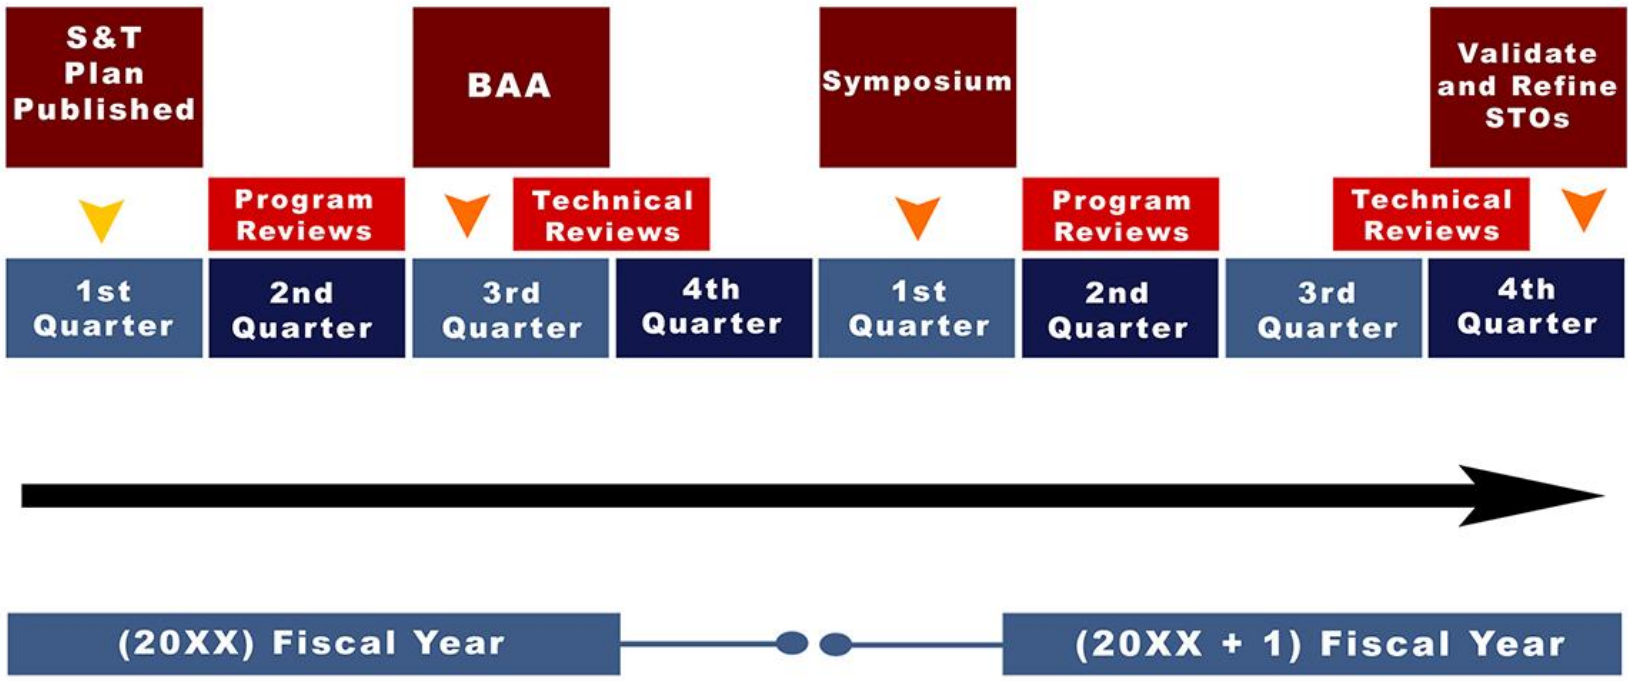 S&T
Plan
Published
BAA
Symposium
Validate
and Refine
STOs
Program
Reviews
Technical
Reviews
Program
Reviews
Technical
Reviews
1st
Quarter
2nd
Quarter
3rd
Quarter
4th
Quarter
1st
Quarter
2nd
Quarter
3rd
Quarter
4th
Quarter
(20XX) Fiscal Year
(20XX + 1) Fiscal Year